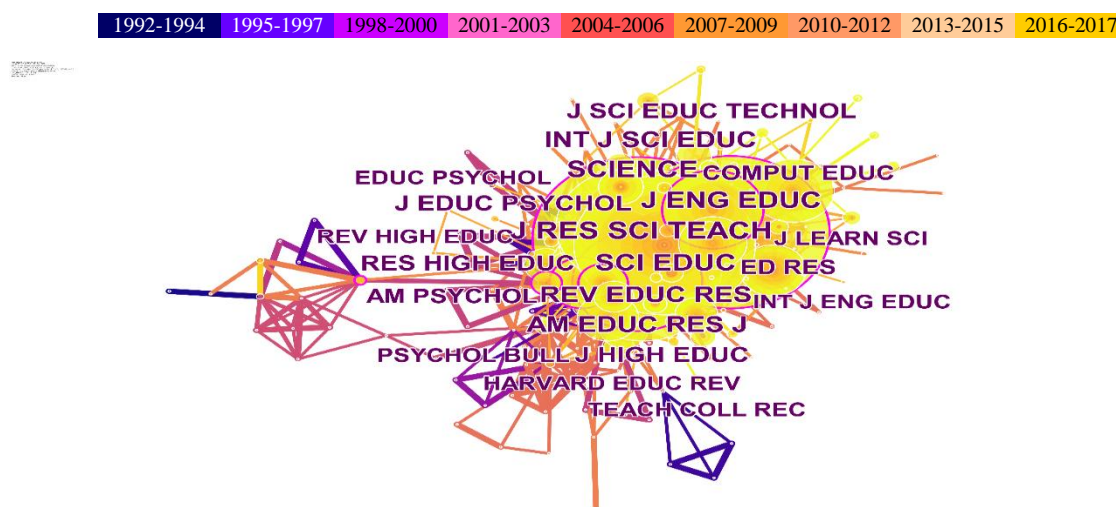 1992-1994 1995-1997 1998-2000 2001-2003 2004-2006 2007-2009 2010-2012 2013-2015 2016-2017
J SCI EDUC TECHNOL
INT J SCI EDUC
SCIENCE COMPUT EDUC
EDUC PSYCHOL
J EDUC PSYCHOL J ENG EDUC
REV HIGH EDUC J RES SCI TEACH J LEARN SCI
RES HIGH EDUC SCI EDUC ED RES
AM PSYCHOL REV EDUC RES INT J ENG EDUC
AM EDUC RES J
PSYCHOL BULL J HIGH EDUC
HARVARD EDUC REV
TEACH COLL REC